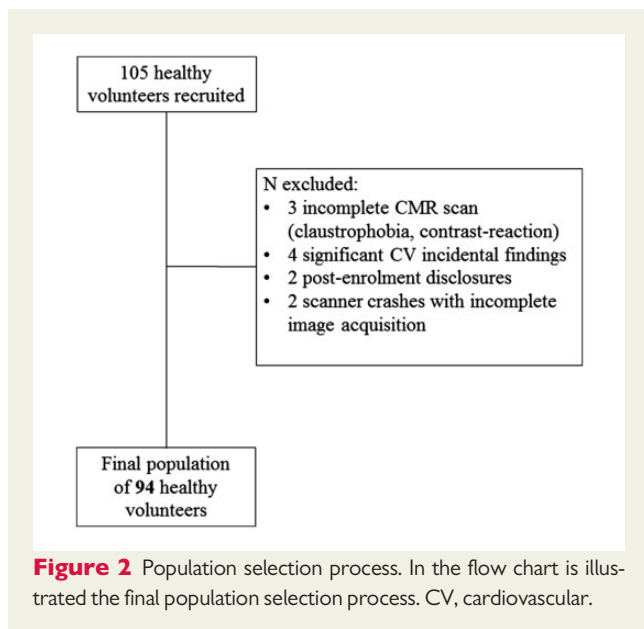 105 healthy
volunteers recruited
N excluded:
• 3 incomplete CMR scan
(claustrophobia, contrast-reaction)
• 4 significant CV incidental findings
• 2 post-enrolment disclosures
• 2 scanner crashes with incomplete
image acquisition
Final population
of 94 healthy
volunteers
Figure 2 Population selection process. In the flow chart is illus-
trated the final population selection process. CV, cardiovascular.